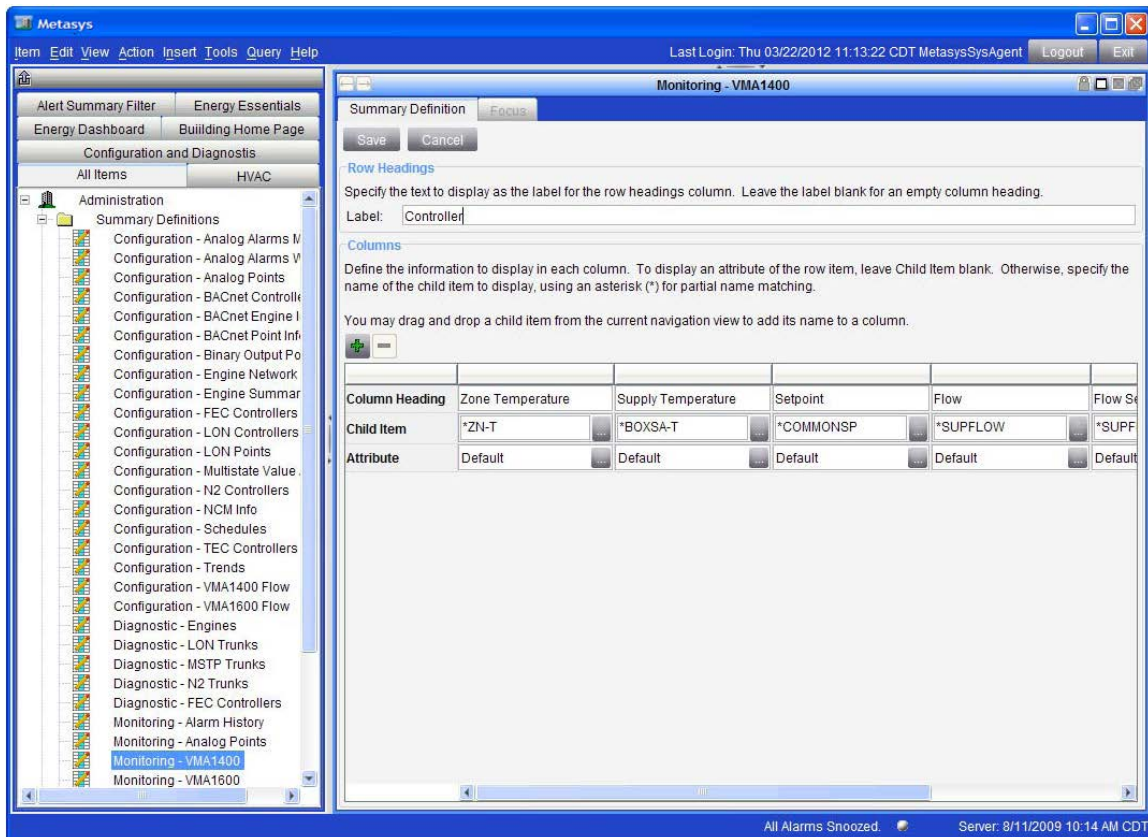 Metasys
Item Edit View Action Insert Tools Query Help
Last Login: Thu 03/22/2012 11:13:22 CDT MetasysSysAgent Logout Exit
Alert Summary Filter Energy Essentials
Energy Dashboard Buiilding Home Page
Configuration and Diagnostis
All Items HVAC
Administration
Summary Definitions
Configuration - Analog Alarms
Configuration - Analog Alarms
Configuration - Analog Points
Configuration - BACnet Controlle
Configuration - BACnet Engine I
Configuration - BACnet Point Inf
Configuration - Binary Output Po
Configuration - Engine Network
Configuration - Engine Summar
Configuration - FEC Controllers
Configuration - LON Controllers
Configuration - LON Points
Configuration - Multistate Value
Configuration - N2 Controllers
Configuration - NCM Info
Configuration - Schedules
Configuration - TEC Controllers
Configuration - Trends
Configuration - VMA1400 Flow
Configuration - VMA1600 Flow
Diagnostic - Engines
Diagnostic - LON Trunks
Diagnostic - MSTP Trunks
Diagnostic - N2 Trunks
Diagnostic - FEC Controllers
Monitoring - Alarm History
Monitoring - Analog Points
Monitoring - VMA1400
Monitoring - VMA1600
Monitoring - VMA1400
Summary Definition Focus
Save Cancel
Row Headings
Specify the text to display as the label for the row headings column. Leave the label blank for an empty column heading.
Label: Controller
Columns
Define the information to display in each column. To display an attribute of the row item, leave Child Item blank. Otherwise, specify the
name of the child item to display, using an asterisk (*) for partial name matching.
You may drag and drop a child item from the current navigation view to add its name to a column.
Column Heading Zone Temperature Supply Temperature Setpoint Flow Flow Se
Child Item *ZN-T ... *BOXSA-T ... *COMMONSP ... *SUPFLOW ... *SUPF
Attribute Default ... Default ... Default ... Default ... Default
All Alarms Snoozed. Server: 8/11/2009 10:14 AM CDT